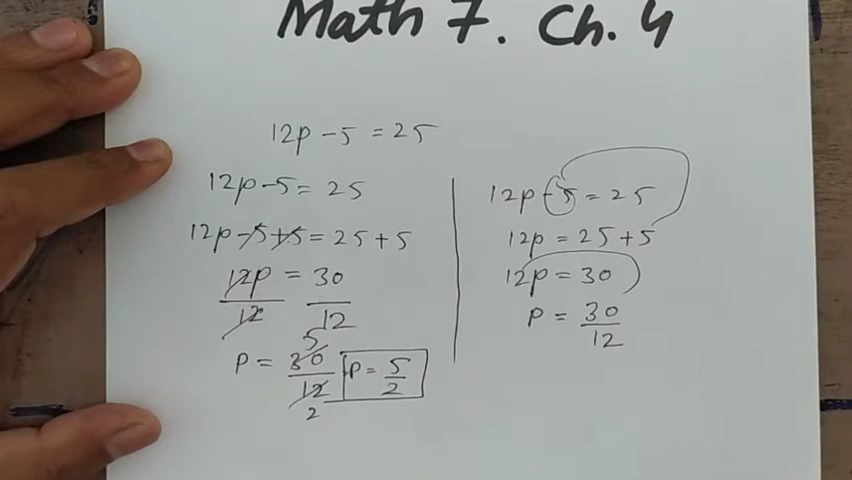 Math 7. Ch. 4
12p - 5 = 25
12p - 5 = 25
12p - 5 + 5 = 25 + 5
12p/12 = 30/12
P = 30/12 5/2 P = 5/2
12p - 5 = 25
12p = 25 + 5
12p = 30
P = 30/12